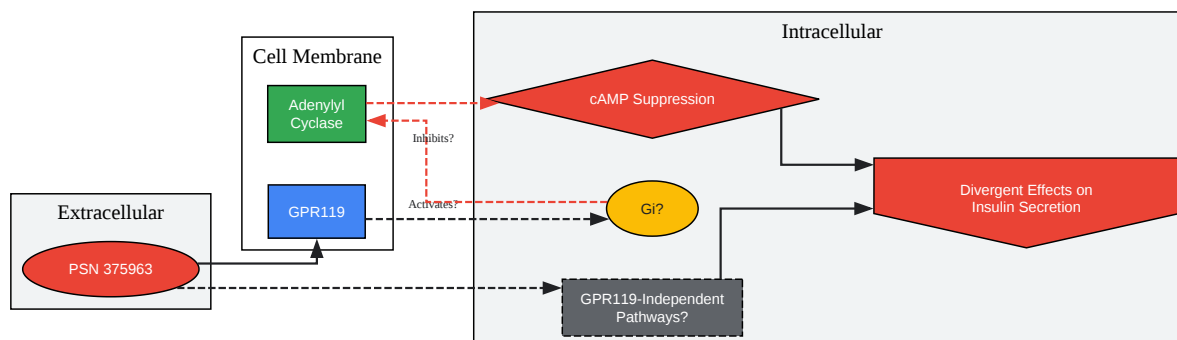 Intracellular
Cell Membrane
Adenylyl
Cyclase
cAMP Suppression
Inhibits?
Extracellular
GPR119
Activates?
Gi?
Divergent Effects on
Insulin Secretion
PSN 375963
GPR119-Independent
Pathways?